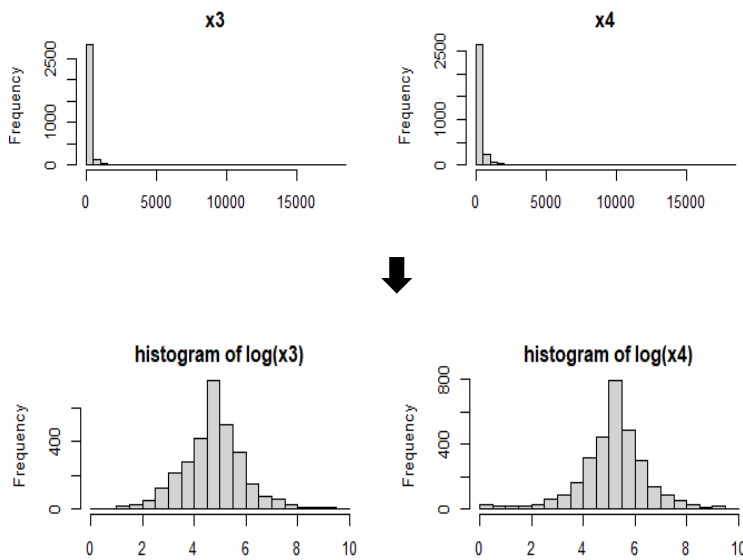 x3
x4
Frequency
2500
1000
0
0 5000 10000 15000
Frequency
2500
1000
0
0 5000 10000 15000
histogram of log(x3)
histogram of log(x4)
Frequency
400
0
0 2 4 6 8 10
Frequency
800
400
0
0 2 4 6 8 10